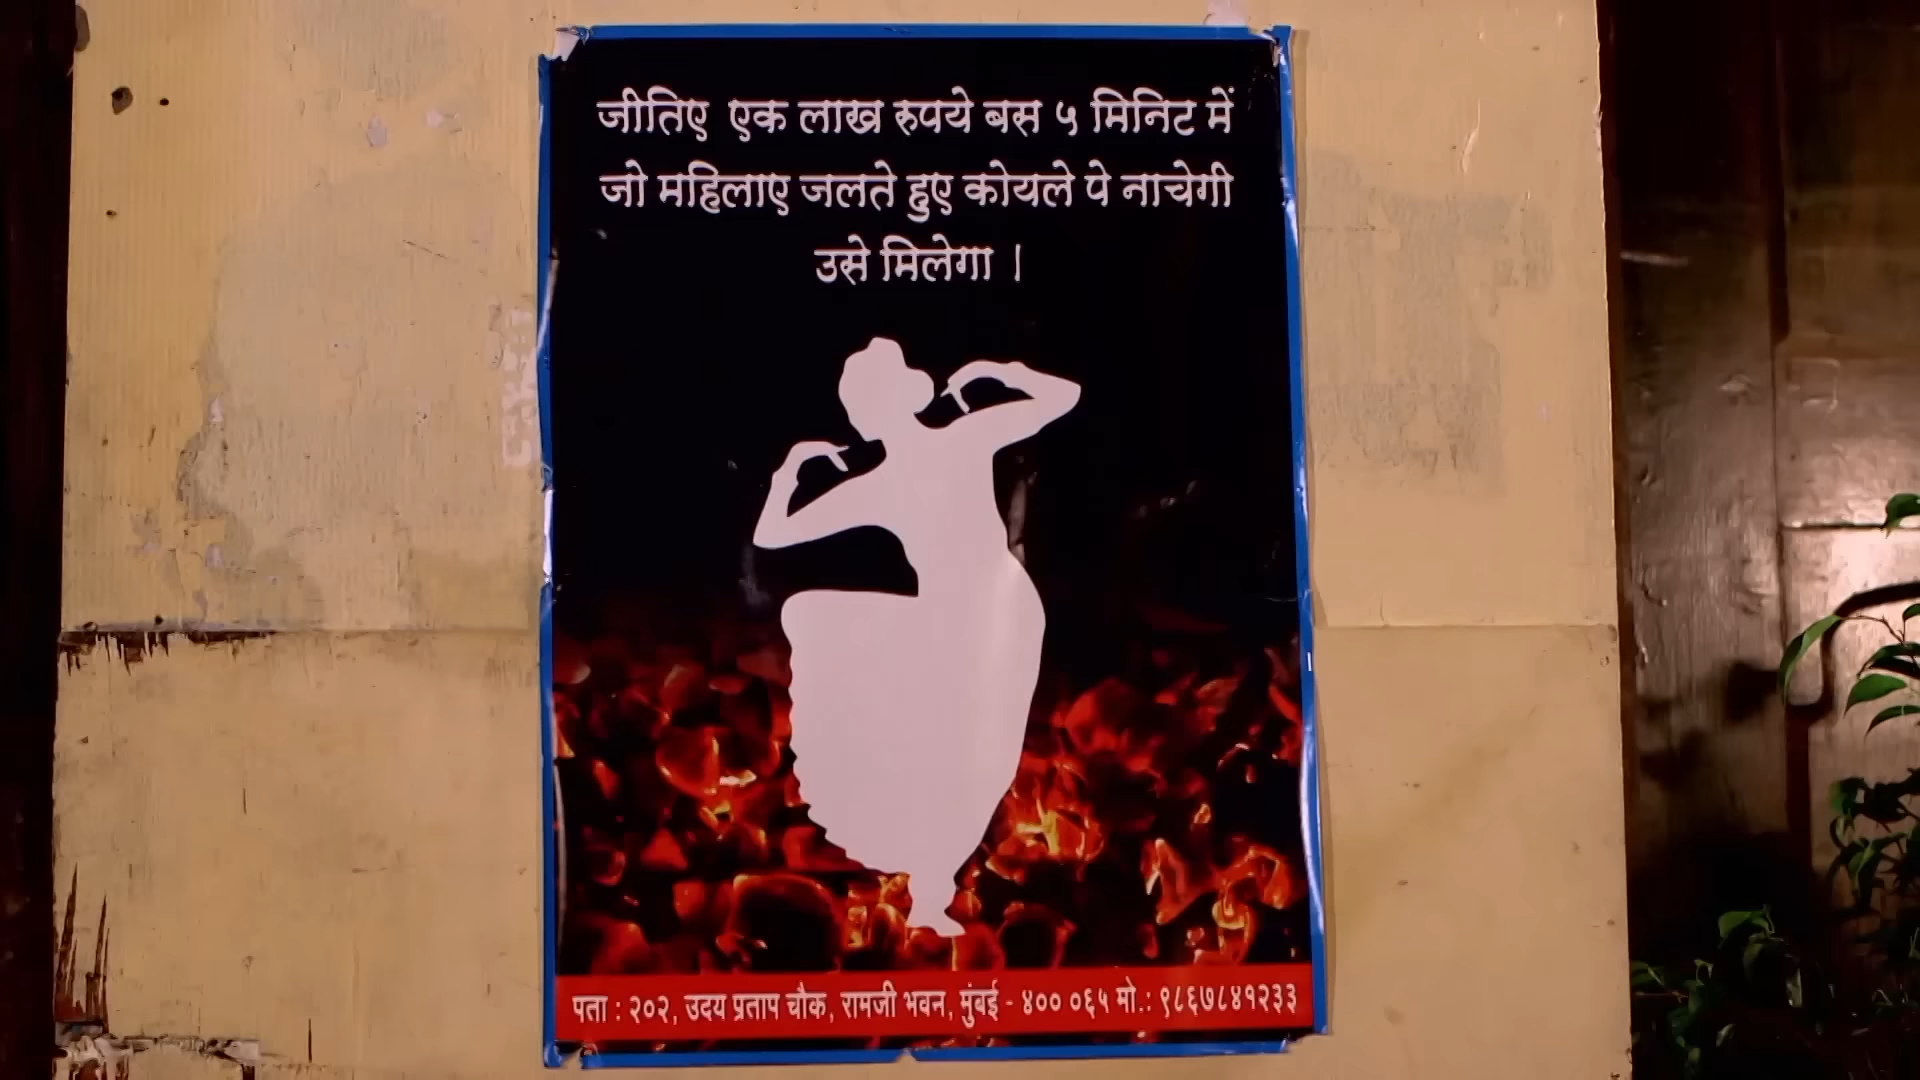 जीतिए एक लाख रुपये बस ५ मिनिट में
जो महिलाए जलते हुए कोयले पे नाचेगी
उसे मिलेगा ।
पता : २०२, उदय प्रताप चौक, रामजी भवन, मुंबई - ४०० ०६५ मो.: ९८६७८४१२३३